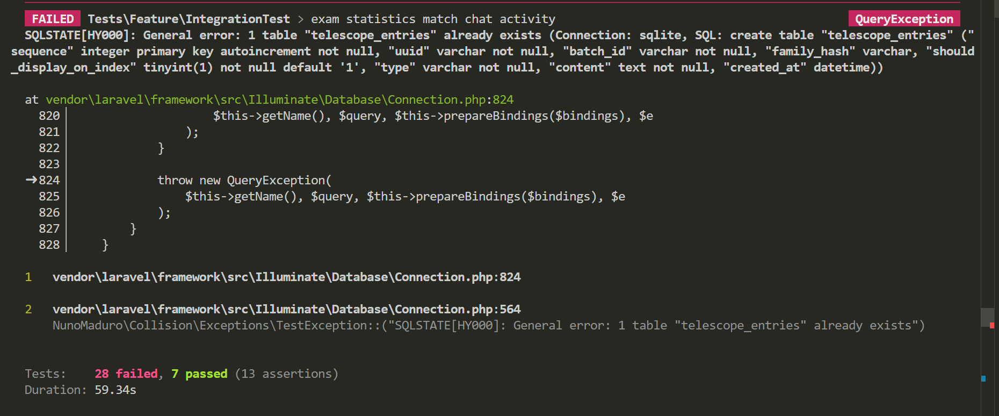 FAILED Tests\Feature\IntegrationTest > exam statistics match chat activity QueryException
SQLSTATE[HY000]: General error: 1 table "telescope_entries" already exists (Connection: sqlite, SQL: create table "telescope_entries" ("
sequence" integer primary key autoincrement not null, "uuid" varchar not null, "batch_id" varchar not null, "family_hash" varchar, "should
_display_on_index" tinyint(1) not null default '1', "type" varchar not null, "content" text not null, "created_at" datetime))
at vendor\laravel\framework\src\Illuminate\Database\Connection.php:824
820 $this->getName(), $query, $this->prepareBindings($bindings), $e
821 );
822 }
823
➜824 throw new QueryException(
825 $this->getName(), $query, $this->prepareBindings($bindings), $e
826 );
827 }
828 }
1 vendor\laravel\framework\src\Illuminate\Database\Connection.php:824
2 vendor\laravel\framework\src\Illuminate\Database\Connection.php:564
NunoMaduro\Collision\Exceptions\TestException::("SQLSTATE[HY000]: General error: 1 table "telescope_entries" already exists")
Tests: 28 failed, 7 passed (13 assertions)
Duration: 59.34s